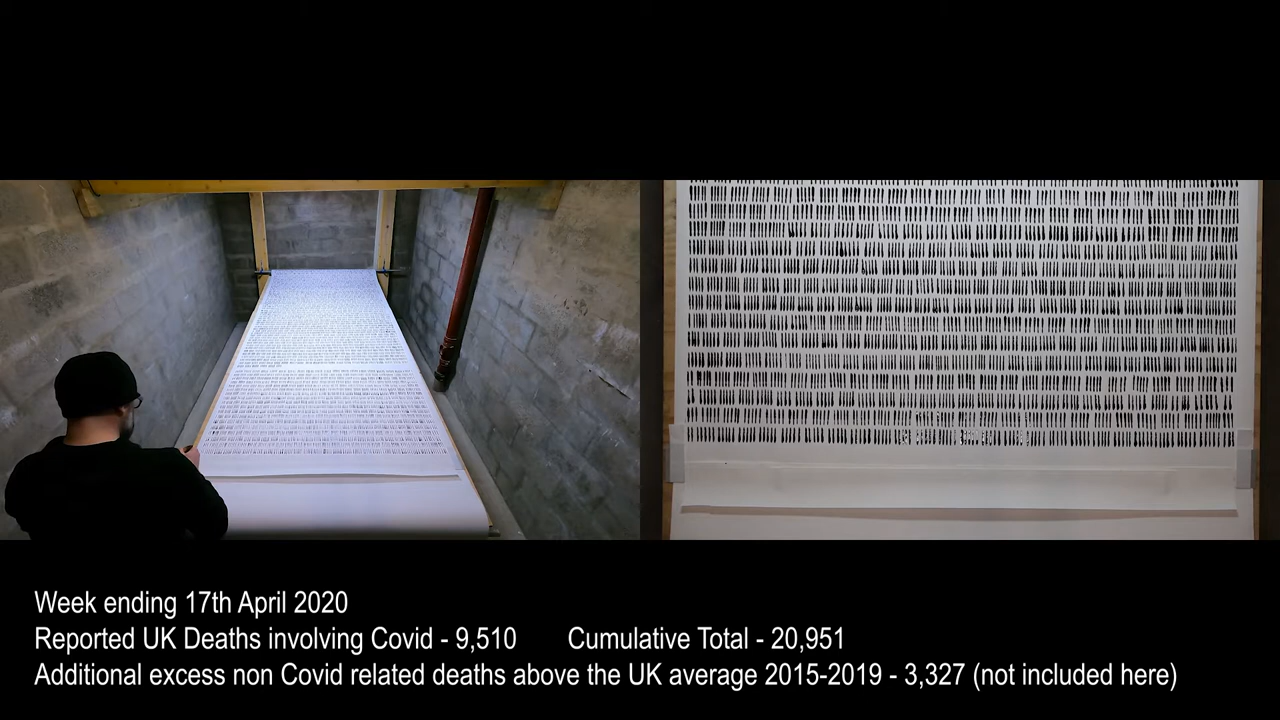 Week ending 17th April 2020
Reported UK Deaths involving Covid - 9,510 Cumulative Total - 20,951
Additional excess non Covid related deaths above the UK average 2015-2019 - 3,327 (not included here)